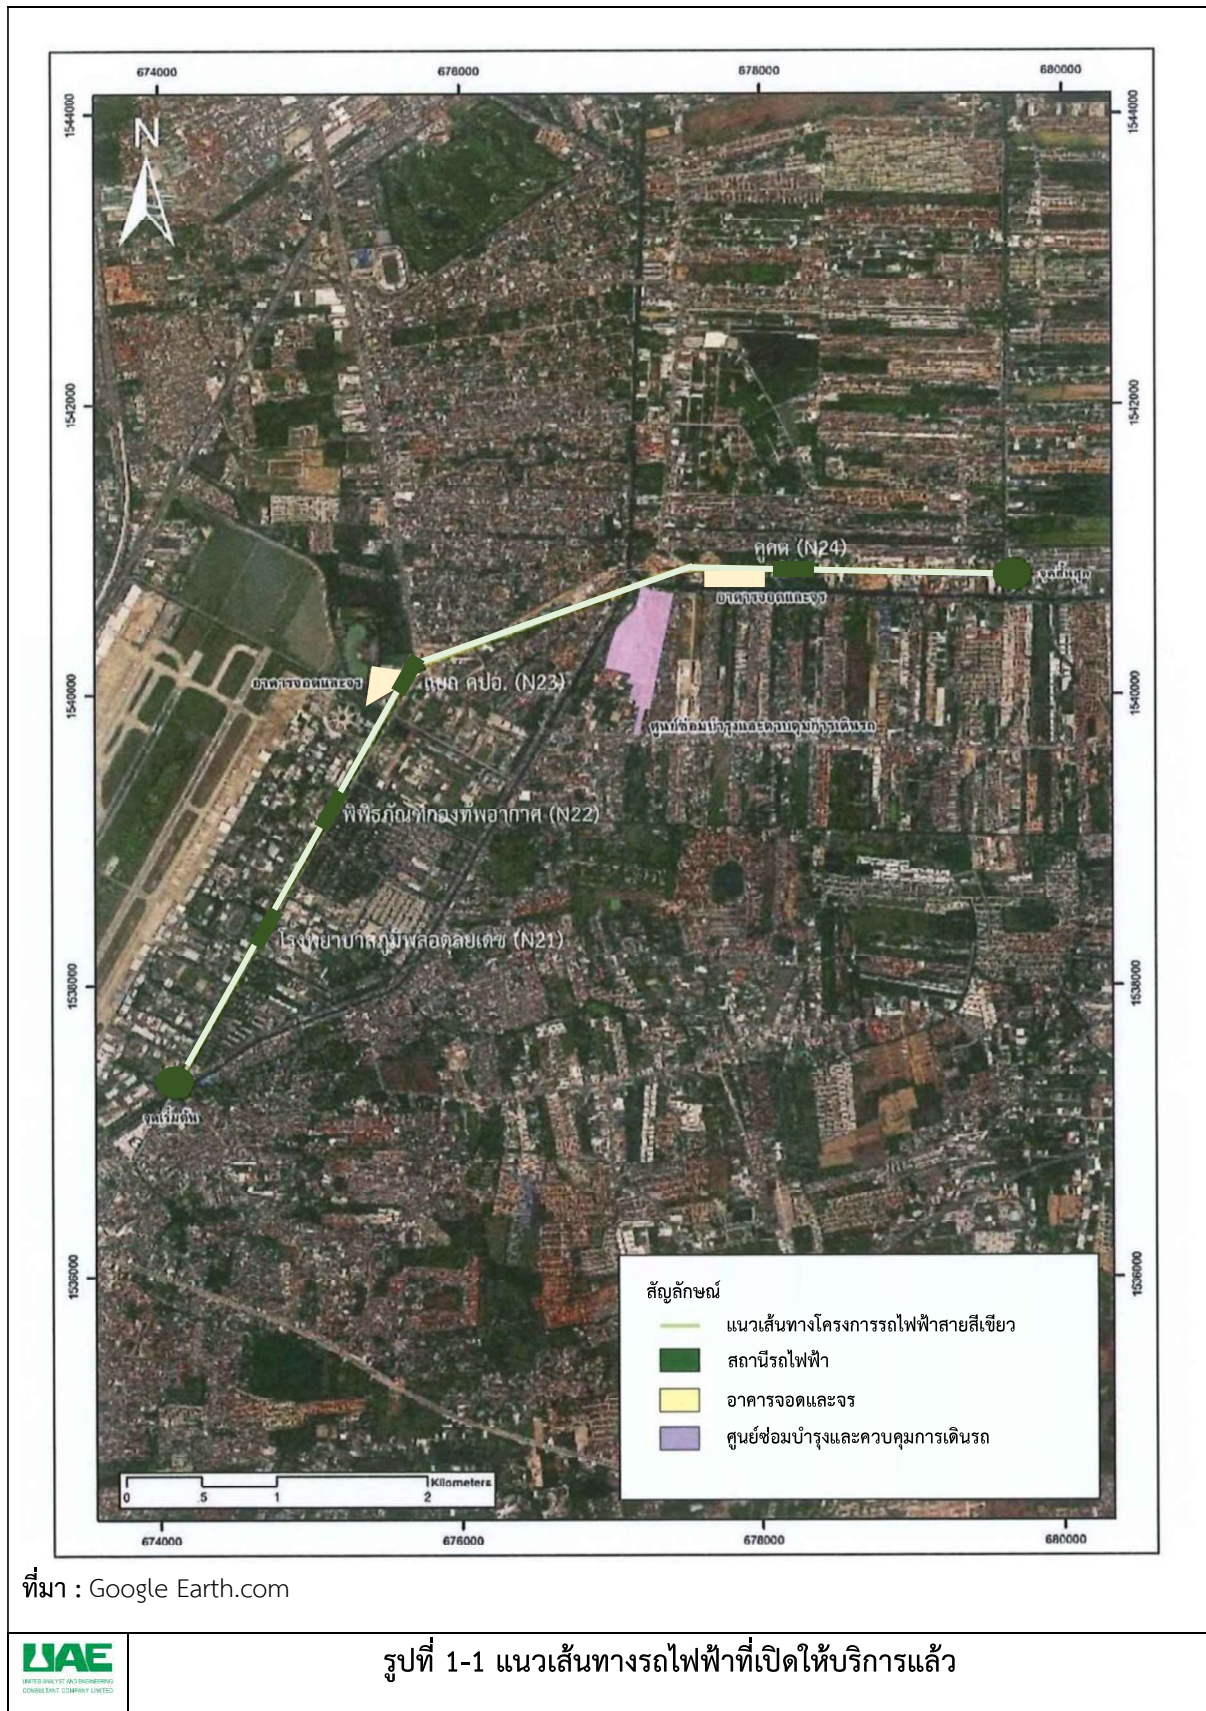 674000 676000 678000 680000
1544000 1544000
N
1542000 1542000
คูคต (N24)
จุดสิ้นสุด
อาคารจอดและจร
อาคารจอดและจร
แยก คปอ. (N23)
1540000 1540000
ศูนย์ซ่อมบำรุงและควบคุมการเดินรถ
พิพิธภัณฑ์กองทัพอากาศ (N22)
โรงพยาบาลภูมิพลอดุลยเดช (N21)
1538000 1538000
จุดเริ่มต้น
1536000 1536000
สัญลักษณ์
แนวเส้นทางโครงการรถไฟฟ้าสายสีเขียว
สถานีรถไฟฟ้า
อาคารจอดและจร
ศูนย์ซ่อมบำรุงและควบคุมการเดินรถ
Kilometers
0 .5 1 2
674000 676000 678000 680000
ที่มา : Google Earth.com
UAE
UNITED ANALYST AND ENGINEERING
CONSULTANT COMPANY LIMITED
รูปที่ 1-1 แนวเส้นทางรถไฟฟ้าที่เปิดให้บริการแล้ว